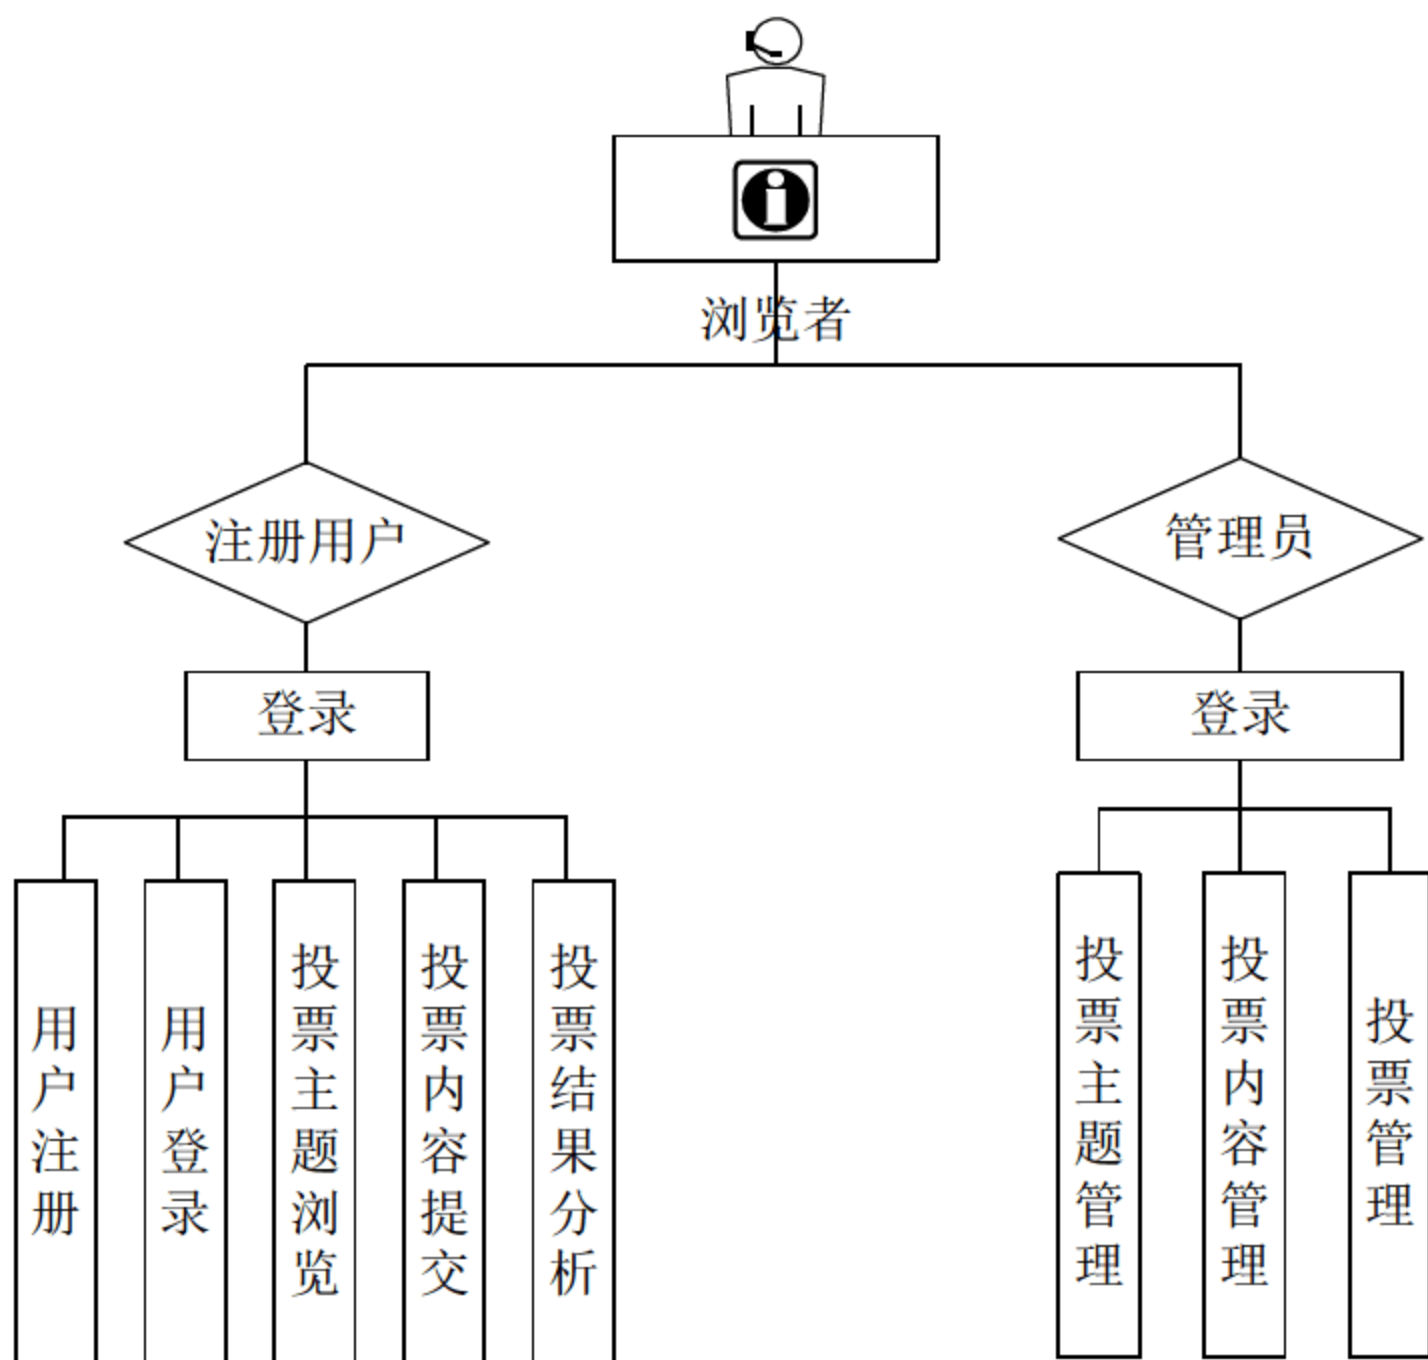 浏览者
注册用户
管理员
登录
登录
用户注册
用户登录
投票主题浏览
投票内容提交
投票结果分析
投票主题管理
投票内容管理
投票管理